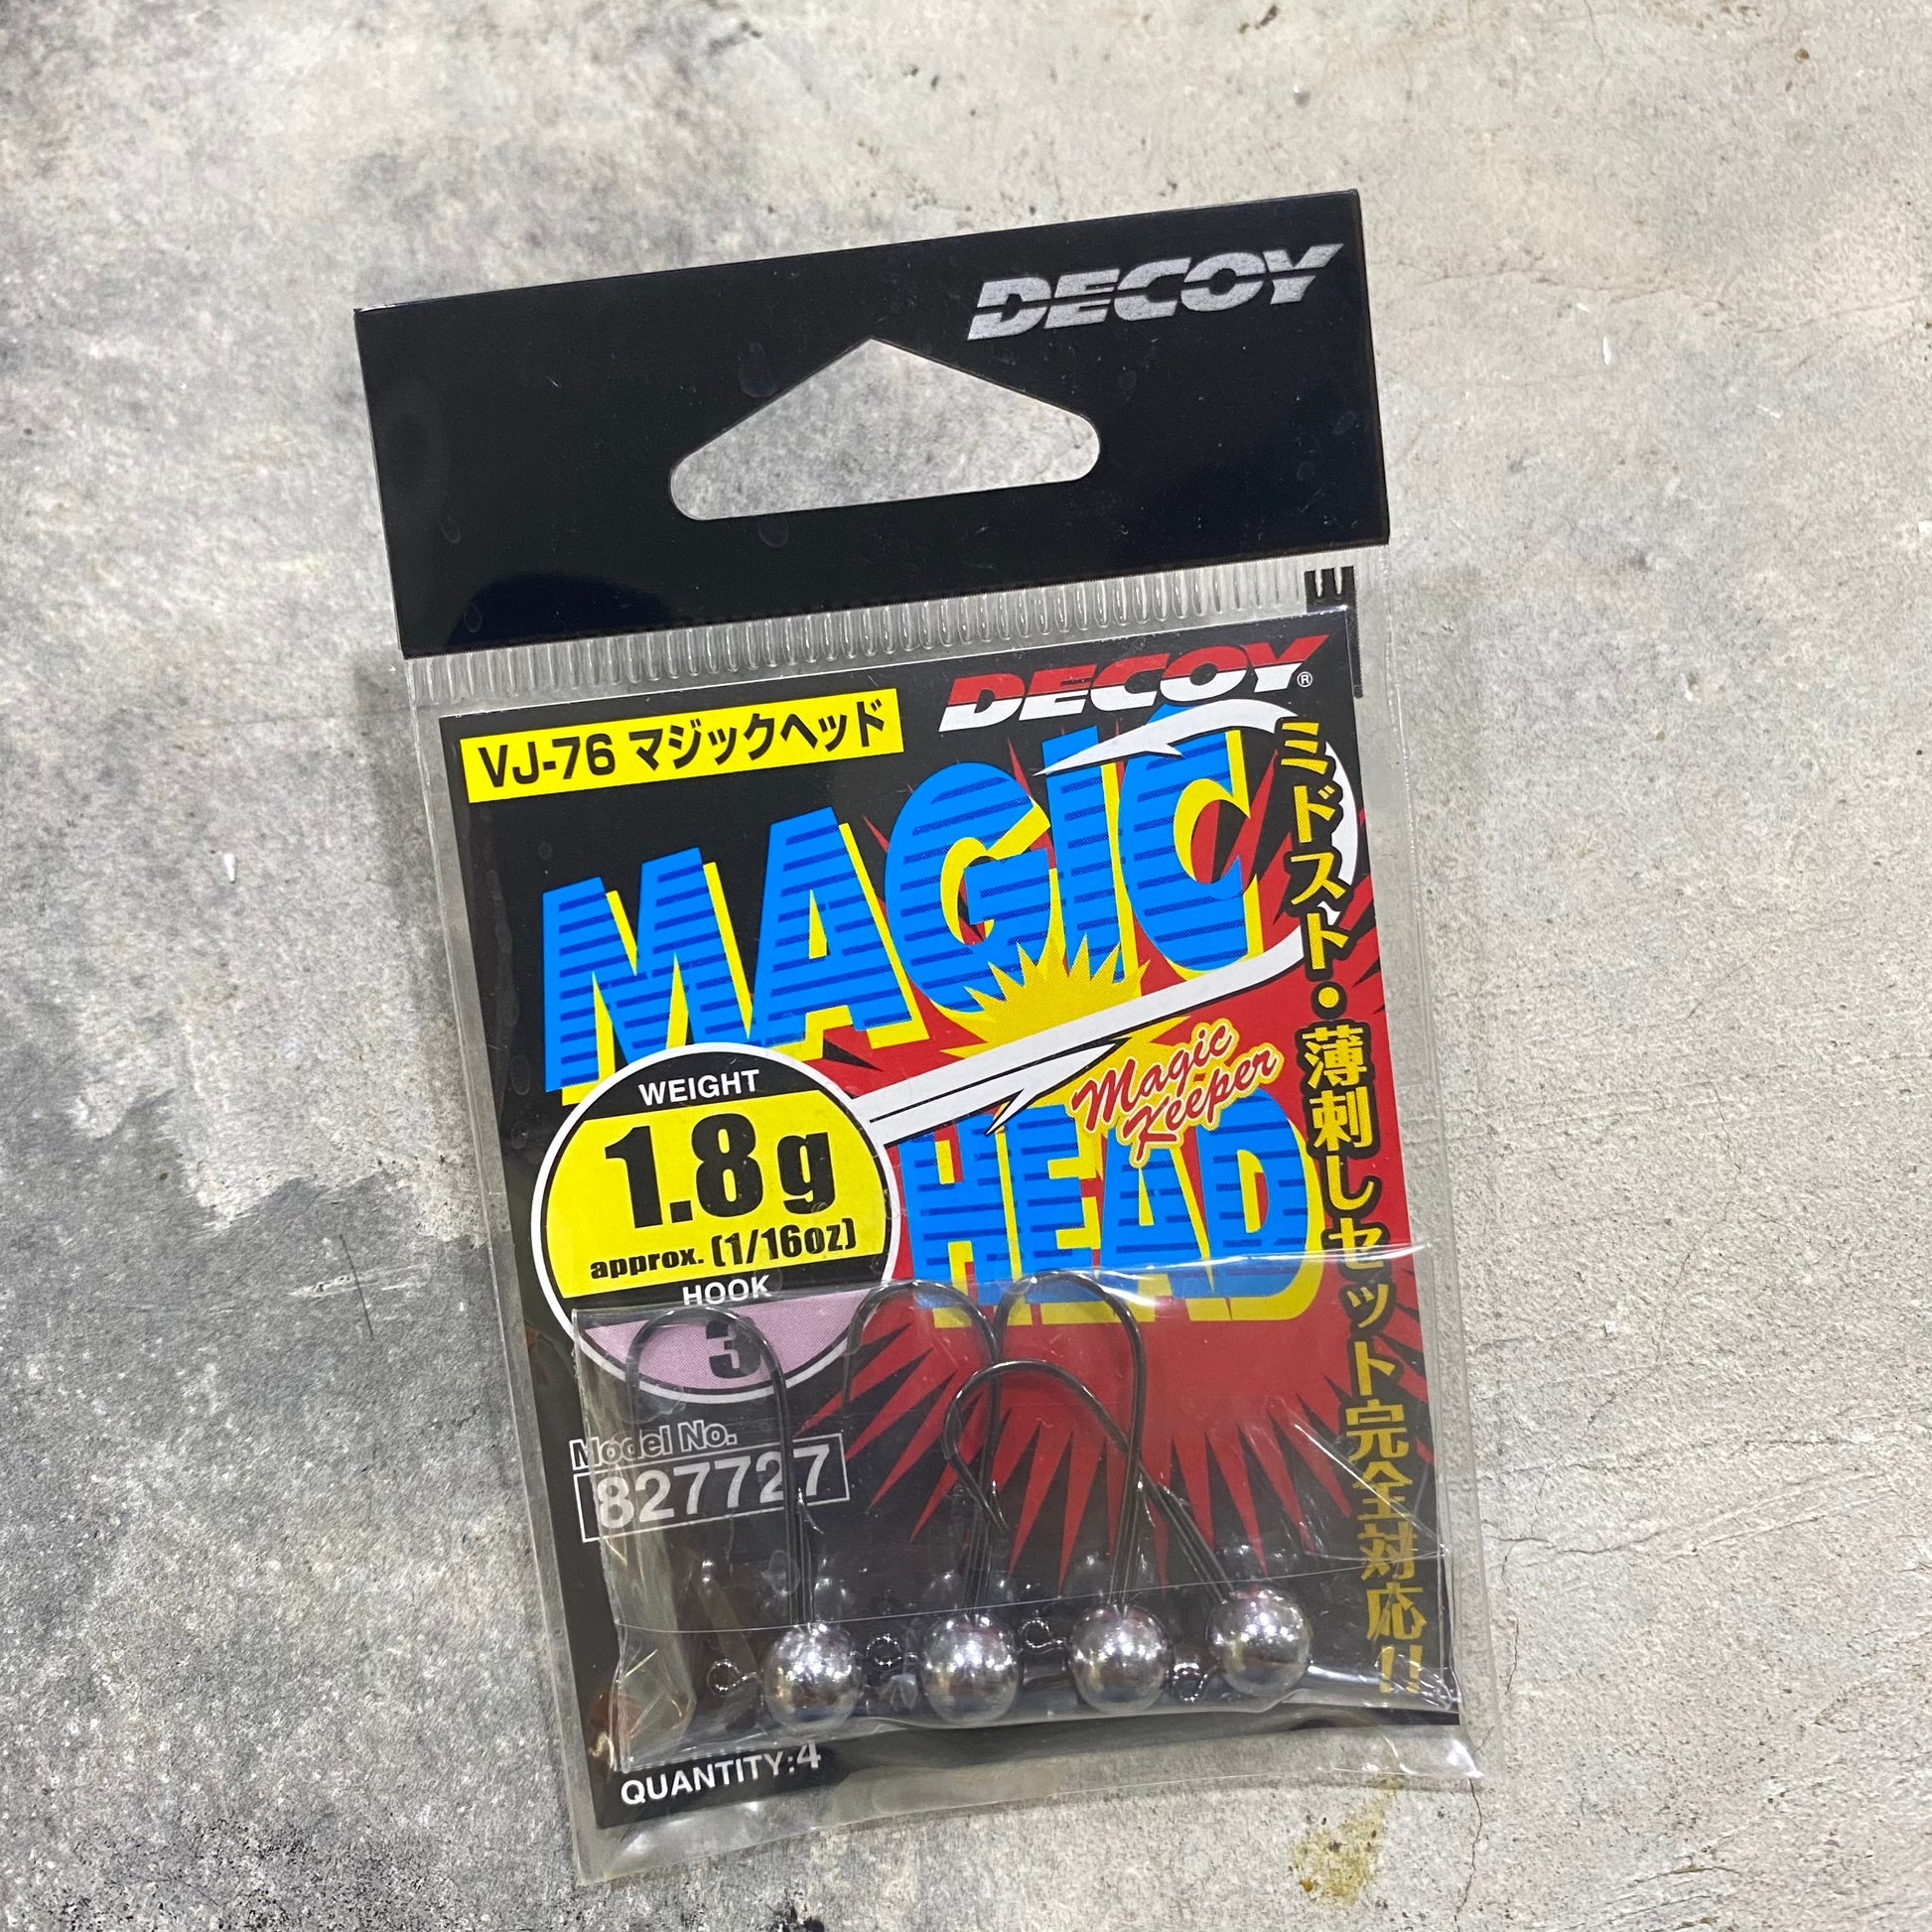 DECOY
DECOY®
VJ-76 マジックヘッド
MAGIC
HEAD
Magic
Keeper
ミドスト・薄刺しセット完全対応!!
WEIGHT
1.8g
approx. (1/16oz)
HOOK
3
Model No.
827727
QUANTITY:4